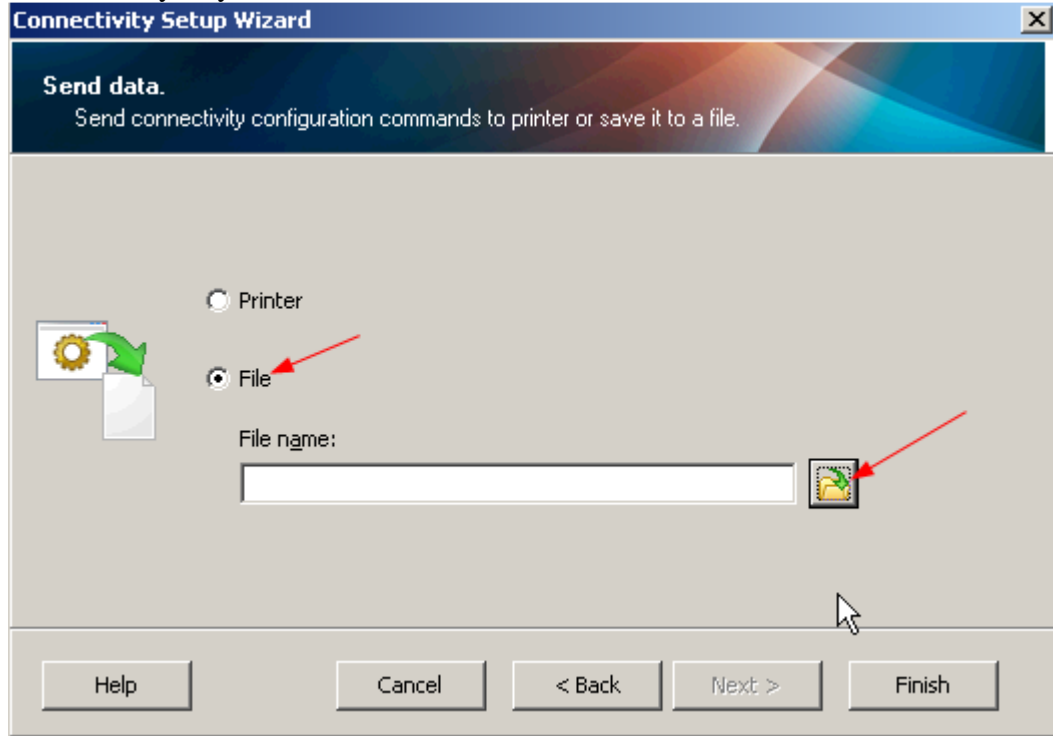 Connectivity Setup Wizard
Send data.
Send connectivity configuration commands to printer or save it to a file.
Printer
File
File name:
Help
Cancel
< Back
Next >
Finish